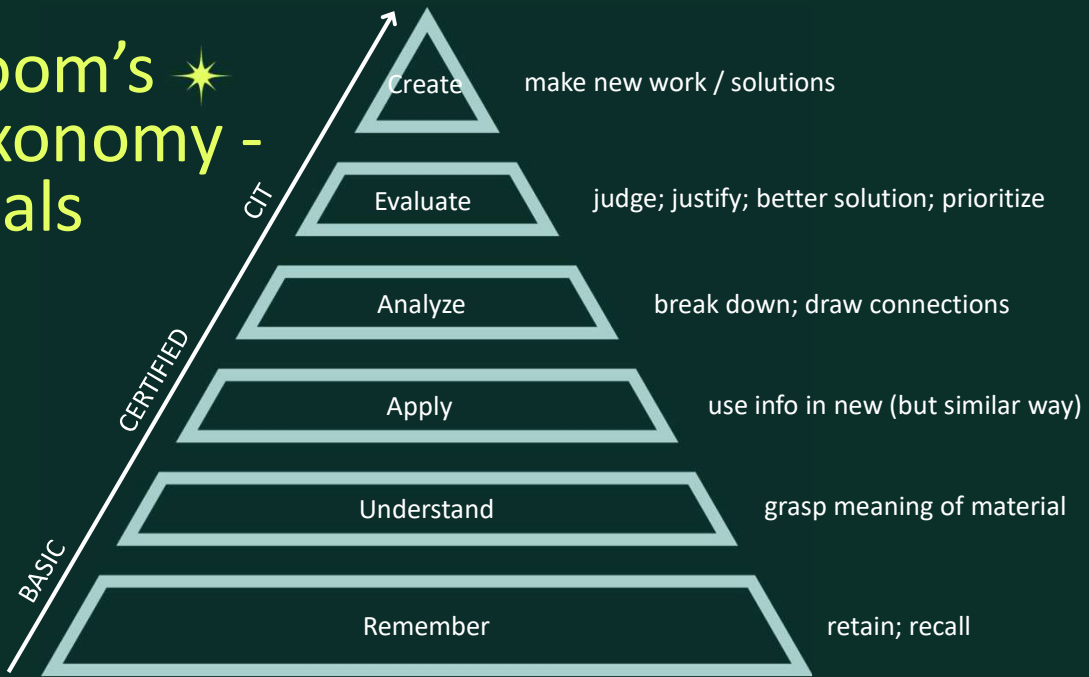 oom's
xonomy -
als
Create
make new work / solutions
CIT
Evaluate
judge; justify; better solution; prioritize
Analyze
break down; draw connections
CERTIFIED
Apply
use info in new (but similar way)
Understand
grasp meaning of material
BASIC
Remember
retain; recall